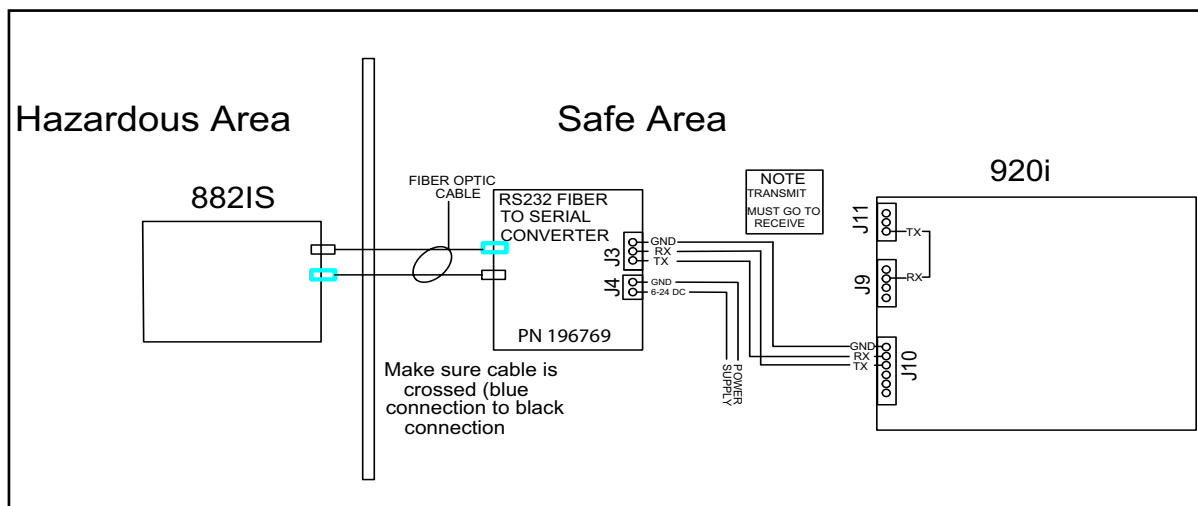 Hazardous Area
Safe Area
882IS
FIBER OPTIC
CABLE
RS232 FIBER
TO SERIAL
CONVERTER
J3
GND
RX
TX
J4
GND
6-24 DC
PN 196769
POWER
SUPPLY
Make sure cable is
crossed (blue
connection to black
connection
NOTE
TRANSMIT
MUST GO TO
RECEIVE
920i
J11
TX
J9
RX
J10
GND
RX
TX